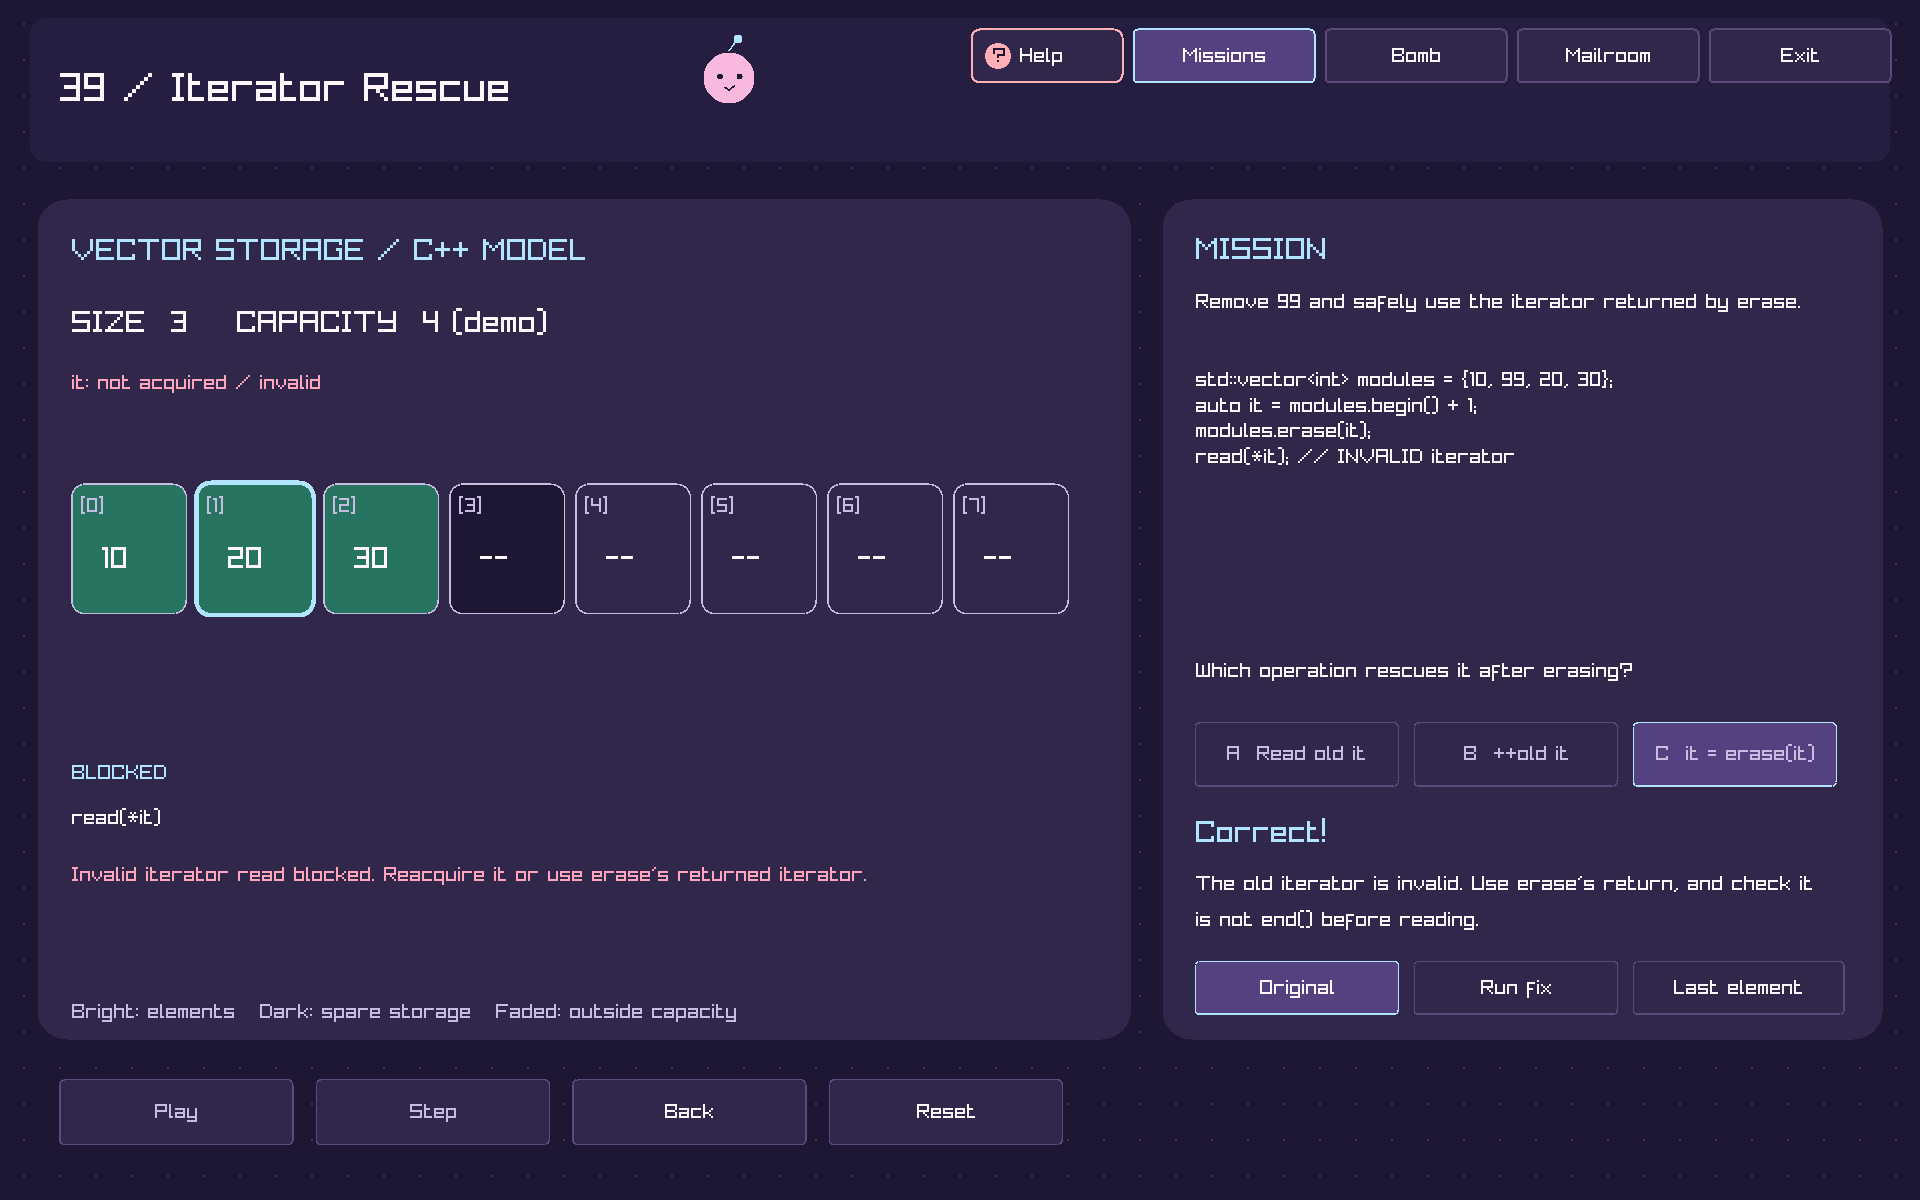 39 / Iterator Rescue
? Help
Missions
Bomb
Mailroom
Exit
VECTOR STORAGE / C++ MODEL
SIZE 3 CAPACITY 4 (demo)
it: not acquired / invalid
[0] [1] [2] [3] [4] [5] [6] [7]
10 20 30 -- -- -- -- --
BLOCKED
read(*it)
Invalid iterator read blocked. Reacquire it or use erase's returned iterator.
Bright: elements Dark: spare storage Faded: outside capacity
MISSION
Remove 99 and safely use the iterator returned by erase.
std::vector<int> modules = {10, 99, 20, 30};
auto it = modules.begin() + 1;
modules.erase(it);
read(*it); // INVALID iterator
Which operation rescues it after erasing?
A Read old it
B ++old it
C it = erase(it)
Correct!
The old iterator is invalid. Use erase's return, and check it
is not end() before reading.
Original
Run fix
Last element
Play
Step
Back
Reset